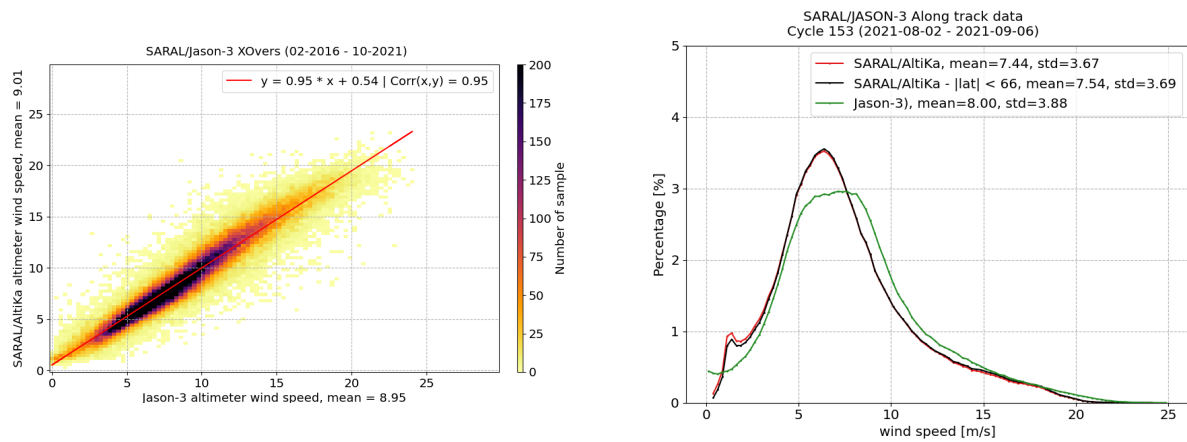 SARAL/Jason-3 XOvers (02-2016 - 10-2021)
y = 0.95 * x + 0.54 | Corr(x,y) = 0.95
SARAL/AltiKa altimeter wind speed, mean = 9.01
25
20
15
10
5
0
0
5
10
15
20
25
Jason-3 altimeter wind speed, mean = 8.95
200
175
150
125
100
75
50
25
0
Number of sample
SARAL/JASON-3 Along track data
Cycle 153 (2021-08-02 - 2021-09-06)
SARAL/AltiKa, mean=7.44, std=3.67
SARAL/AltiKa - |lat| < 66, mean=7.54, std=3.69
Jason-3), mean=8.00, std=3.88
Percentage [%]
5
4
3
2
1
0
0
5
10
15
20
25
wind speed [m/s]